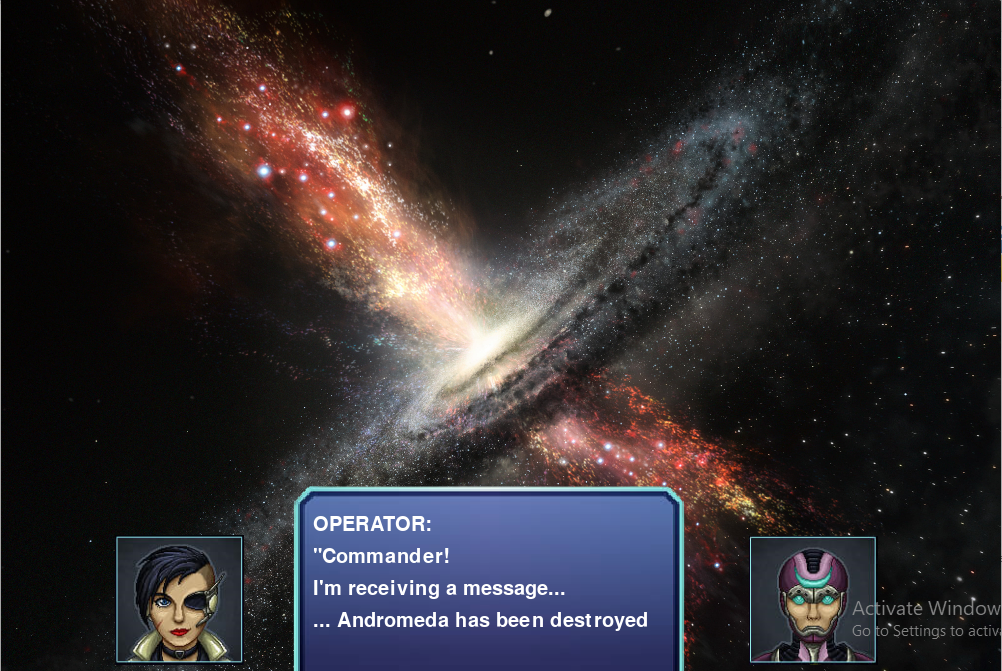 OPERATOR:
"Commander!
I'm receiving a message...
... Andromeda has been destroyed
Activate Window
Go to Settings to activ